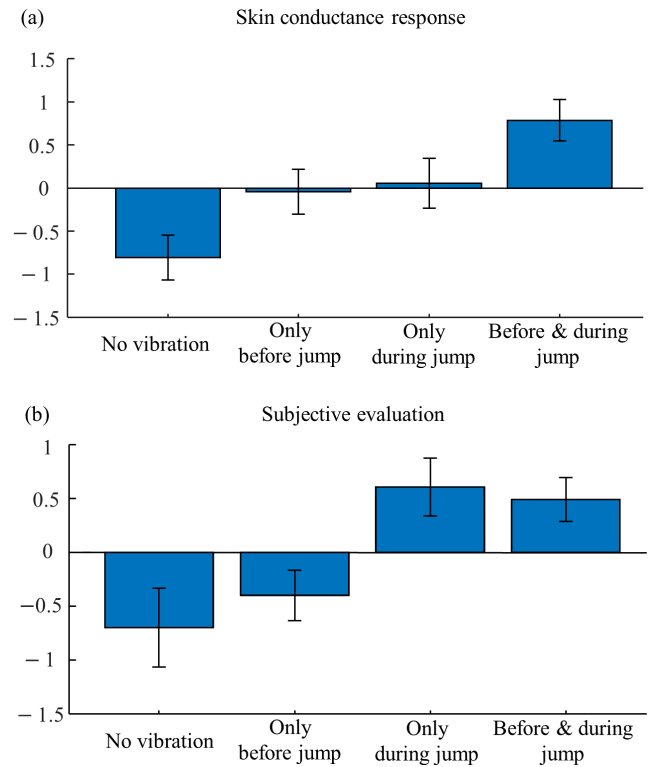 (a) Skin conductance response
1.5
1
0.5
0
−0.5
−1
−1.5
No vibration
Only
before jump
Only
during jump
Before & during
jump
(b) Subjective evaluation
1
0.5
0
−0.5
−1
−1.5
No vibration
Only
before jump
Only
during jump
Before & during
jump